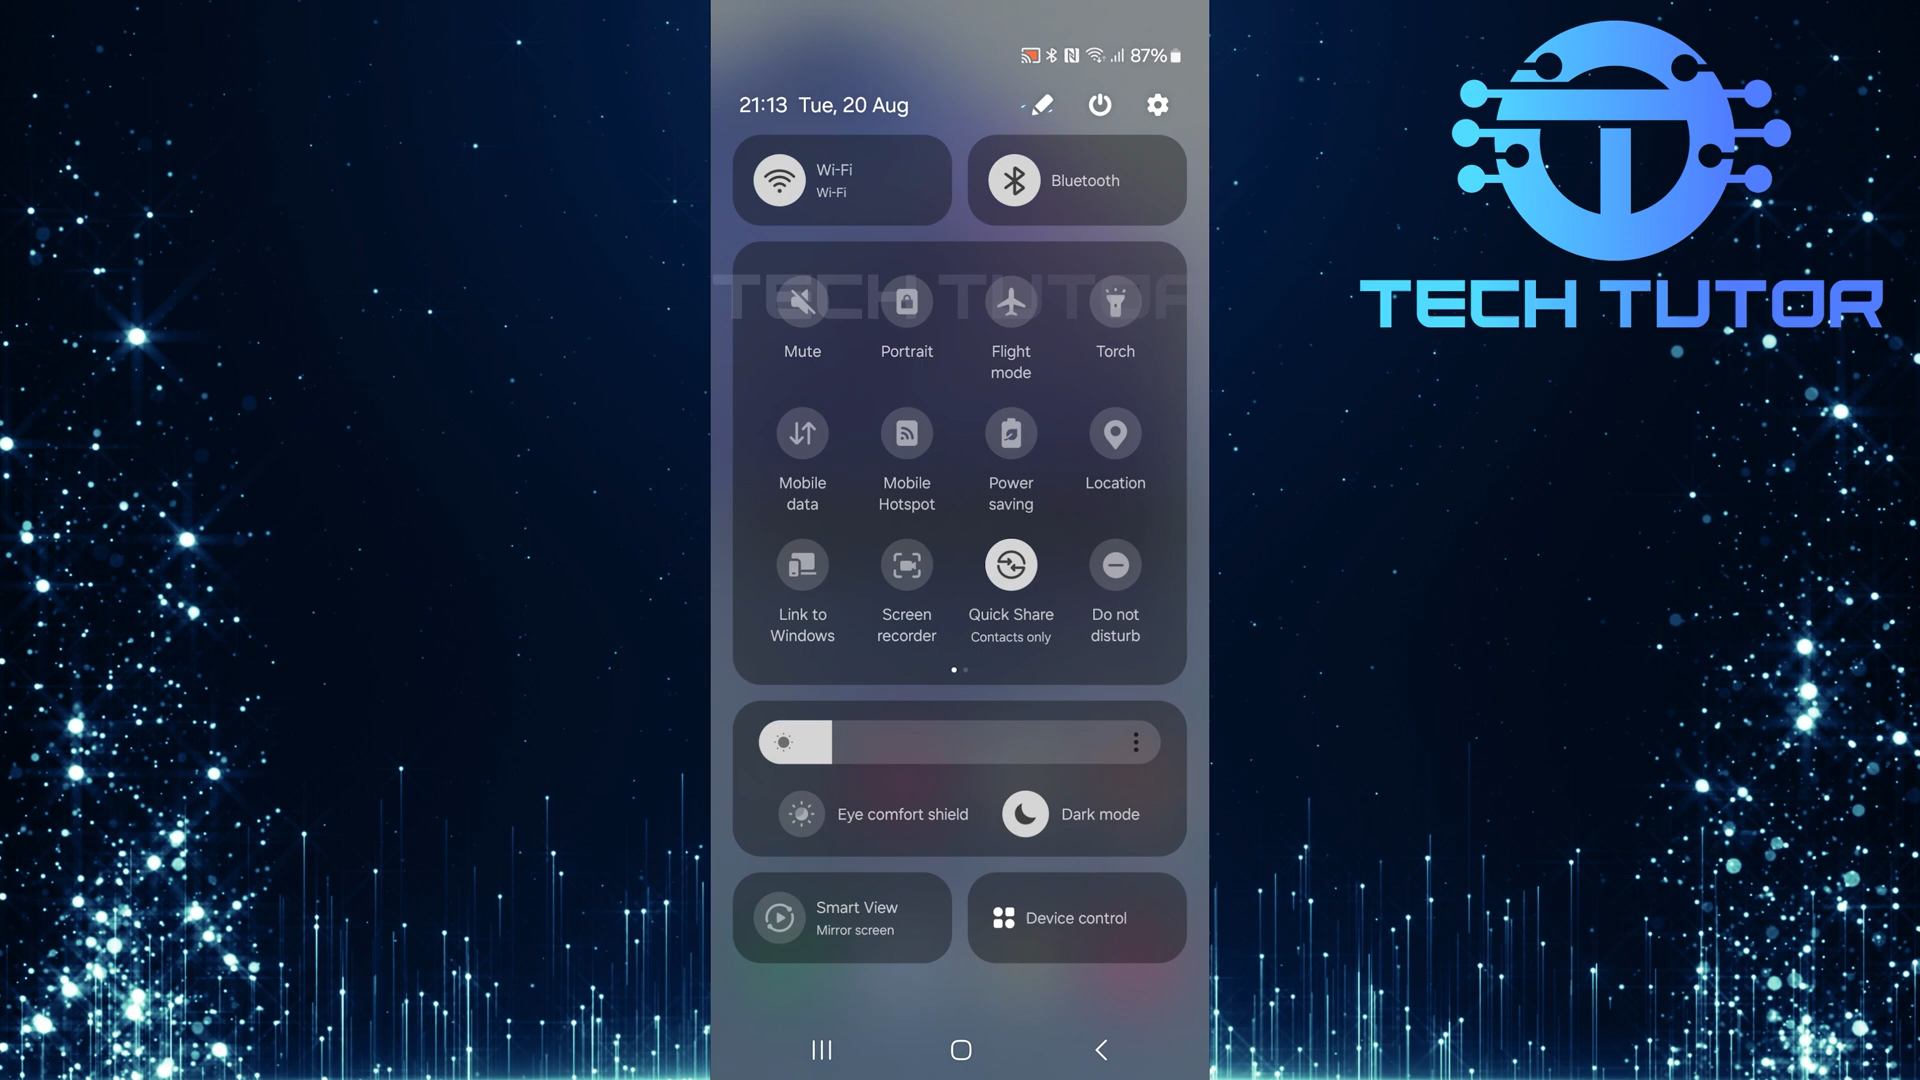 87%
21:13 Tue, 20 Aug
Wi-Fi
Wi-Fi
Bluetooth
TECH TUTOR
Mute
Portrait
Flight
mode
Torch
Mobile
data
Mobile
Hotspot
Power
saving
Location
Link to
Windows
Screen
recorder
Quick Share
Contacts only
Do not
disturb
Eye comfort shield
Dark mode
Smart View
Mirror screen
Device control
TECH TUTOR